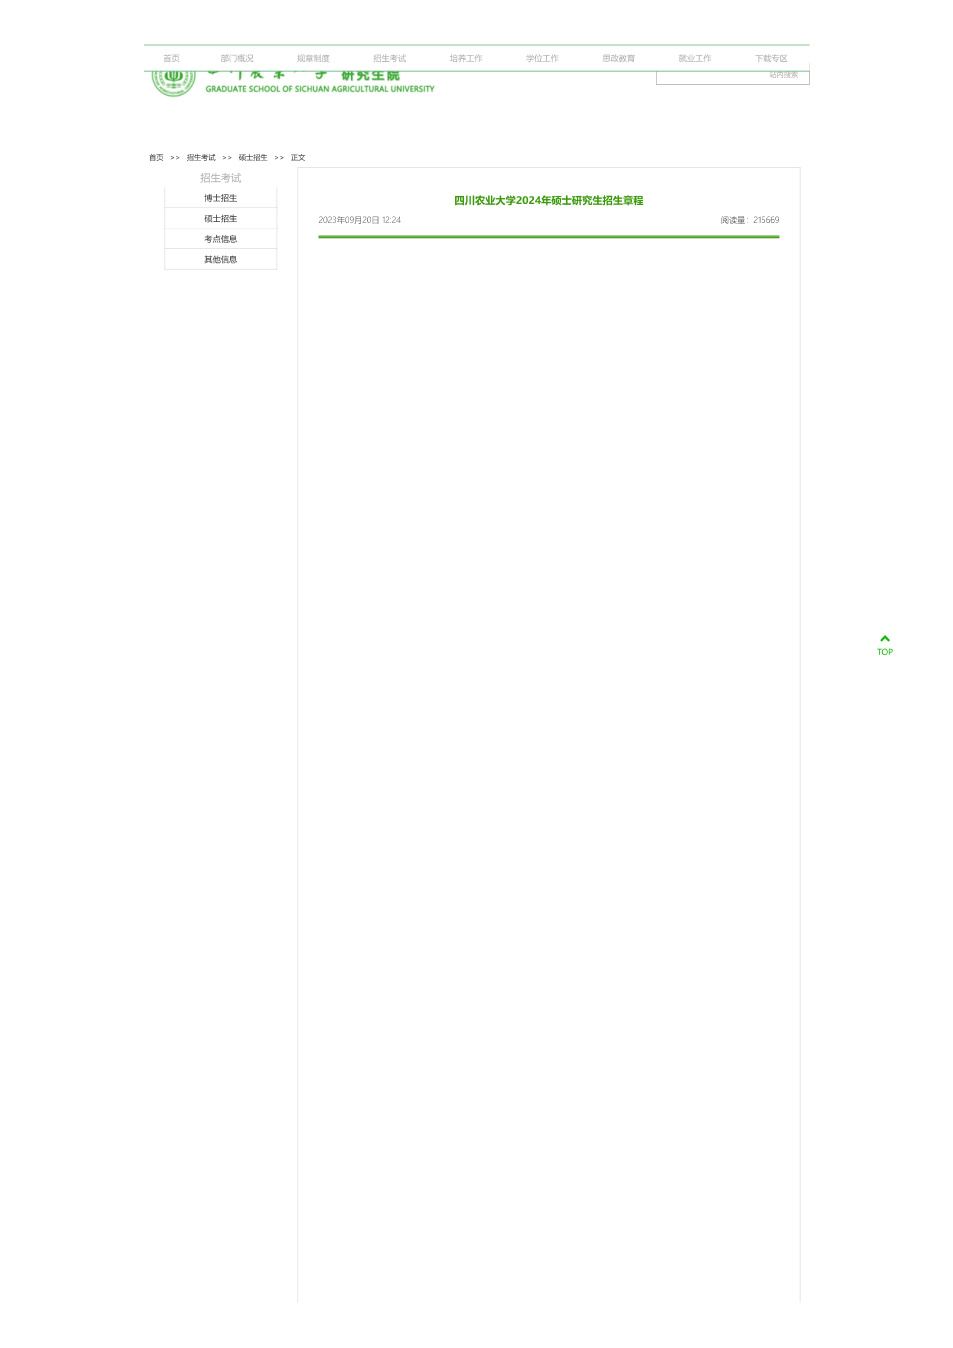 首页 部门概况 规章制度 招生考试 培养工作 学位工作 思政教育 就业工作 下载专区
研究生院
站内搜索
GRADUATE SCHOOL OF SICHUAN AGRICULTURAL UNIVERSITY
首页 >> 招生考试 >> 硕士招生 >> 正文
招生考试
博士招生
硕士招生
考点信息
其他信息
四川农业大学2024年硕士研究生招生章程
2023年09月20日 12:24 阅读量：215669
TOP